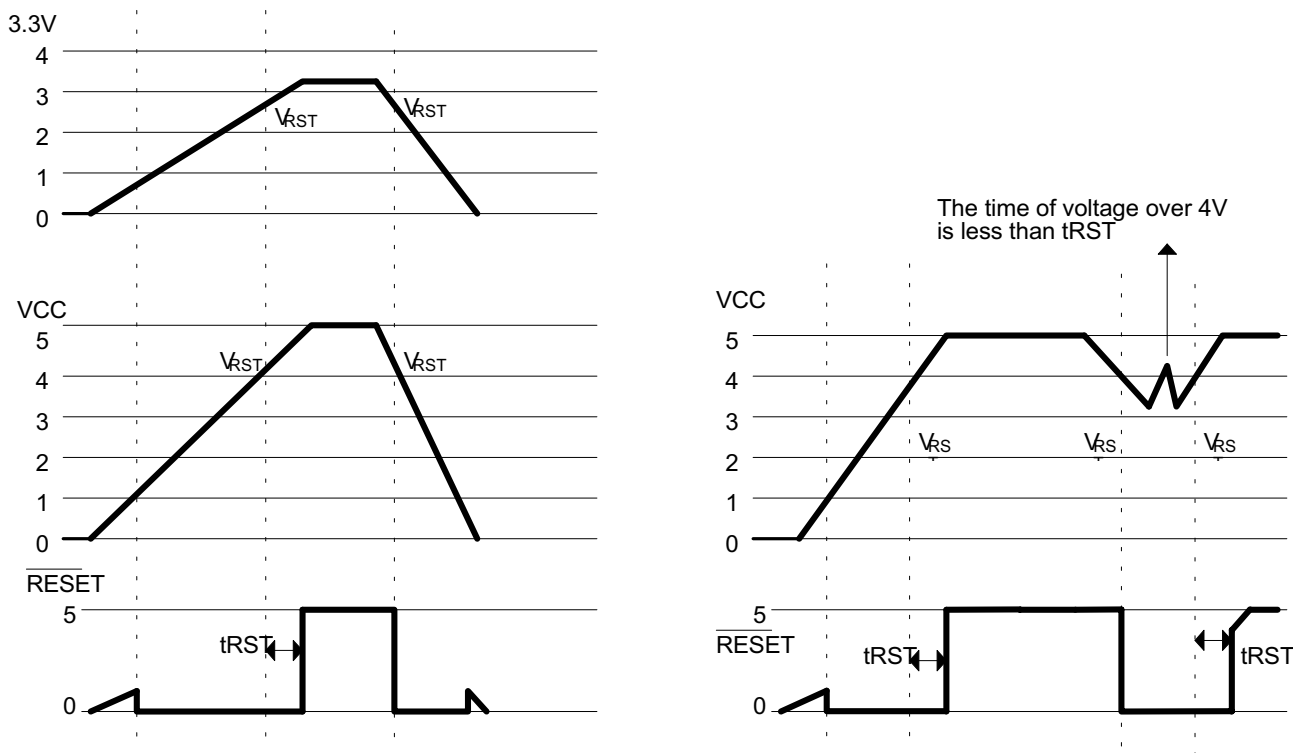 3.3V
4
3
VRST
VRST
2
1
0
VCC
5
VRST
VRST
4
3
2
1
0
RESET
5
tRST
0
The time of voltage over 4V
is less than tRST
VCC
5
4
3
VRS
VRS
VRS
2
1
0
5
RESET
tRST
tRST
0